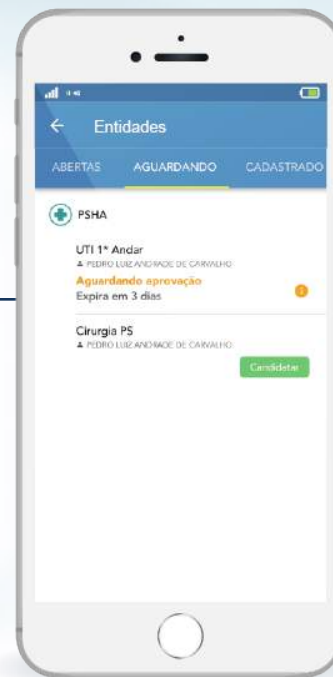 Entidades
ABERTAS AGUARDANDO CADASTRADO
PSHA
UTI 1º Andar
PEDRO LUIZ ANDRADE DE CARVALHO
Aguardando aprovação
Expira em 3 dias
Cirurgia PS
PEDRO LUIZ ANDRADE DE CARVALHO
Candidatar